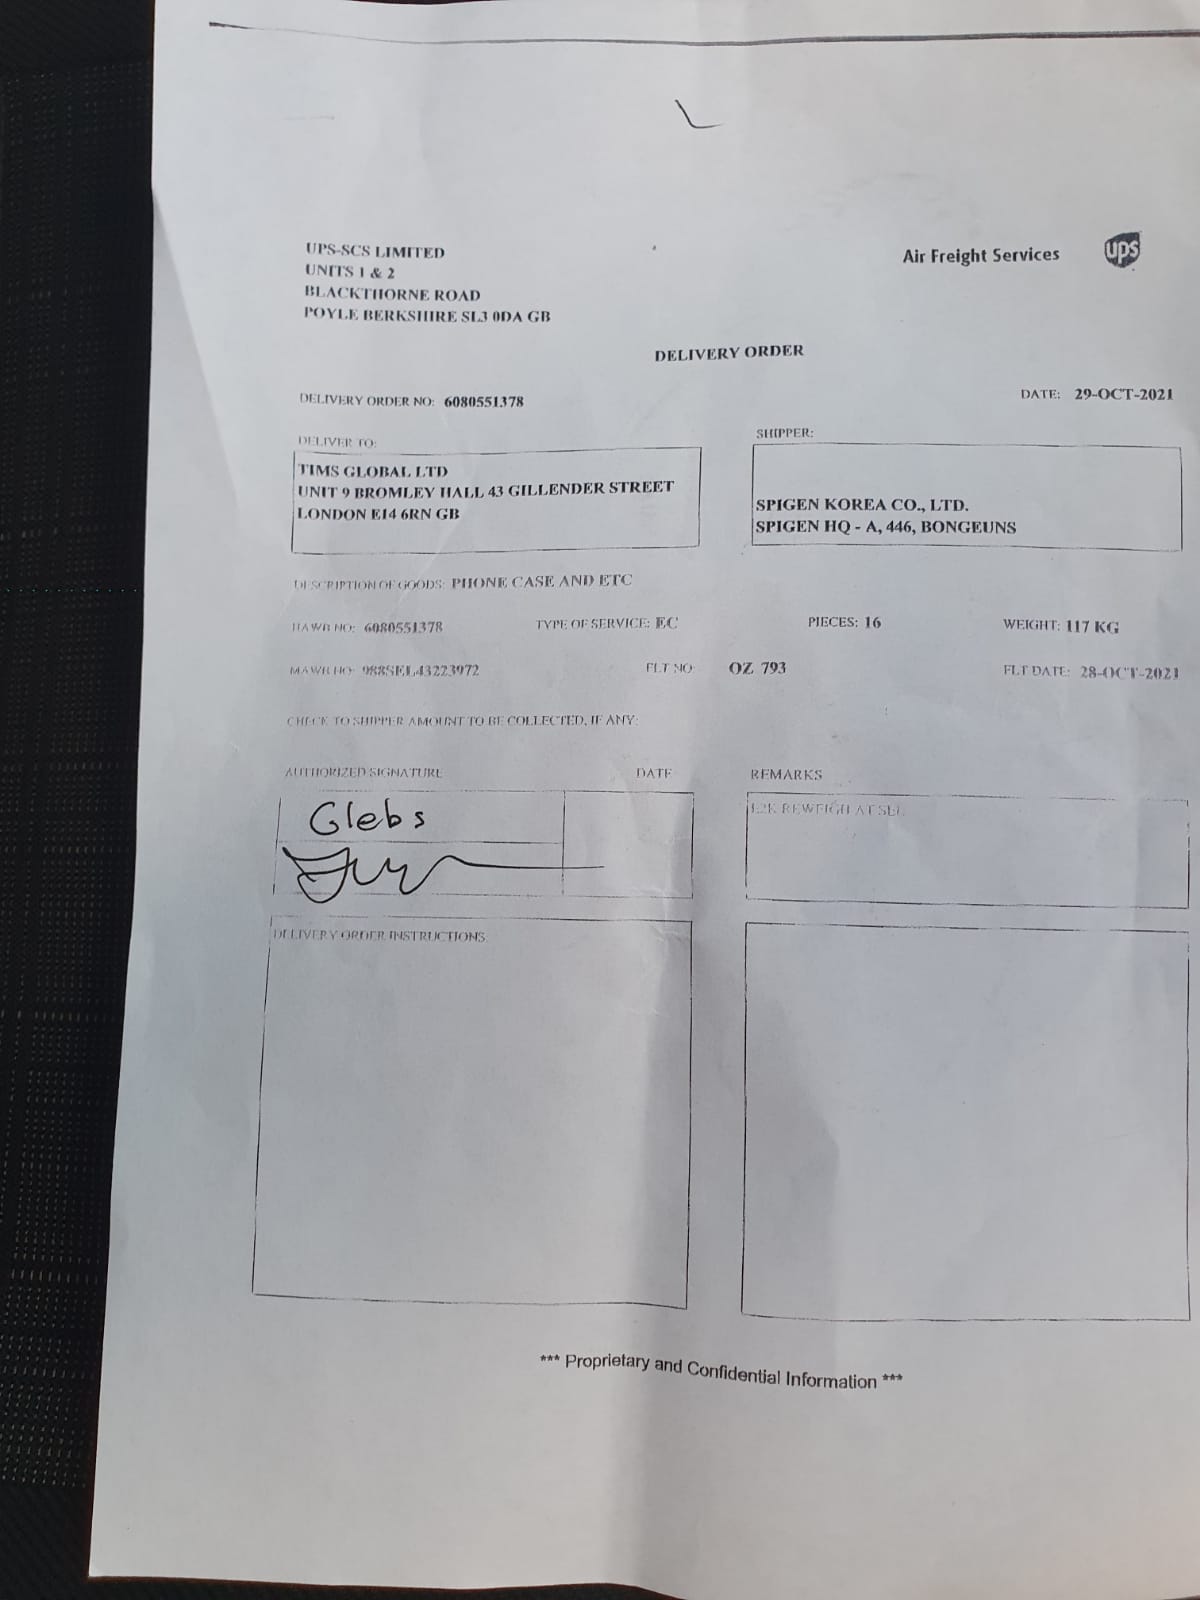 UPS-SCS LIMITED
UNITS 1 & 2
BLACKTHORNE ROAD
POYLE BERKSHIRE SL3 0DA GB
Air Freight Services
ups
DELIVERY ORDER
DELIVERY ORDER NO: 6080551378
DATE: 29-OCT-2021
DELIVER TO:
TIMS GLOBAL LTD
UNIT 9 BROMLEY HALL 43 GILLENDER STREET
LONDON E14 6RN GB
SHIPPER:
SPIGEN KOREA CO., LTD.
SPIGEN HQ - A, 446, BONGEUNS
DESCRIPTION OF GOODS: PHONE CASE AND ETC
HAWB NO: 6080551378 TYPE OF SERVICE: EC PIECES: 16 WEIGHT: 117 KG
MAWB NO: 988SEL43223972 FLT NO: OZ 793 FLT DATE: 28-OCT-2021
CHECK TO SHIPPER AMOUNT TO BE COLLECTED, IF ANY:
AUTHORIZED SIGNATURE DATE
Glebs
REMARKS
REWEIGH AT
DELIVERY ORDER INSTRUCTIONS
*** Proprietary and Confidential Information ***